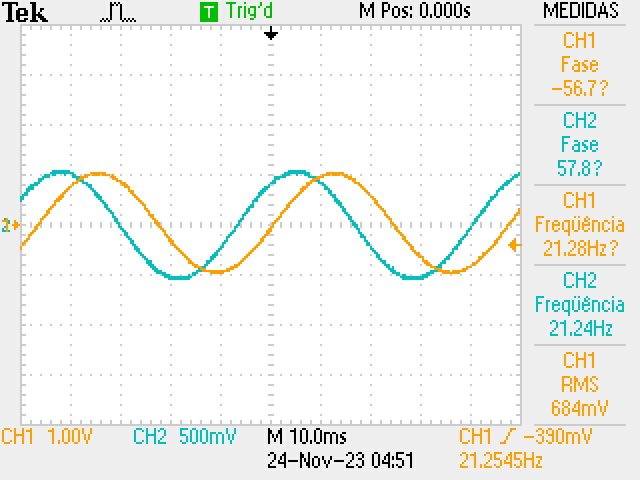 Tek T Trig'd M Pos: 0.000s MEDIDAS
CH1
Fase
−56.7?
CH2
Fase
57.8?
CH1
Freqüência
21.28Hz?
CH2
Freqüência
21.24Hz
CH1
RMS
684mV
2
CH1 1.00V CH2 500mV M 10.0ms CH1 −390mV
24-Nov-23 04:51 21.2545Hz